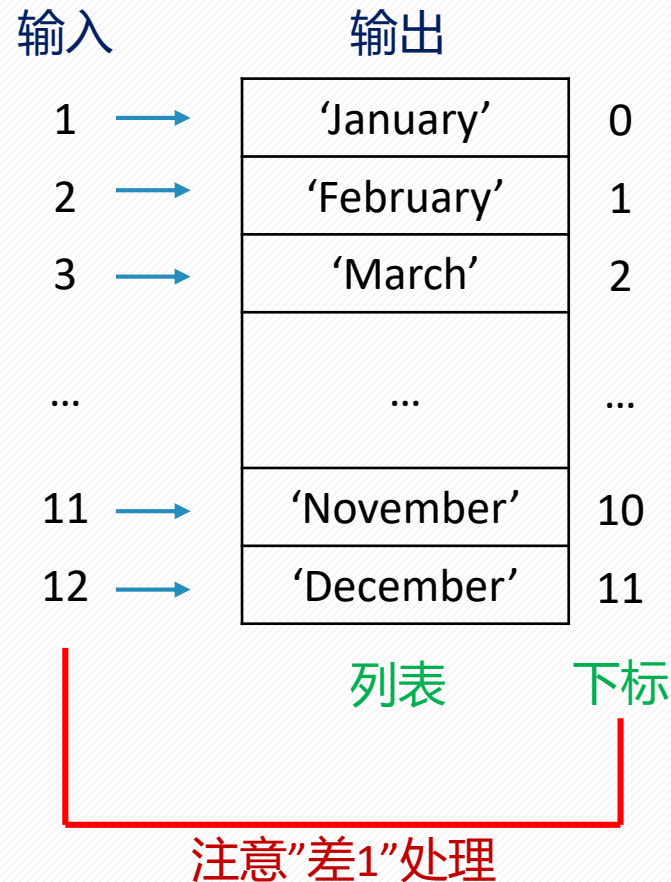 输入 输出
1 ‘January’ 0
2 ‘February’ 1
3 ‘March’ 2
... ... ...
11 ‘November’ 10
12 ‘December’ 11
列表 下标
注意”差1”处理